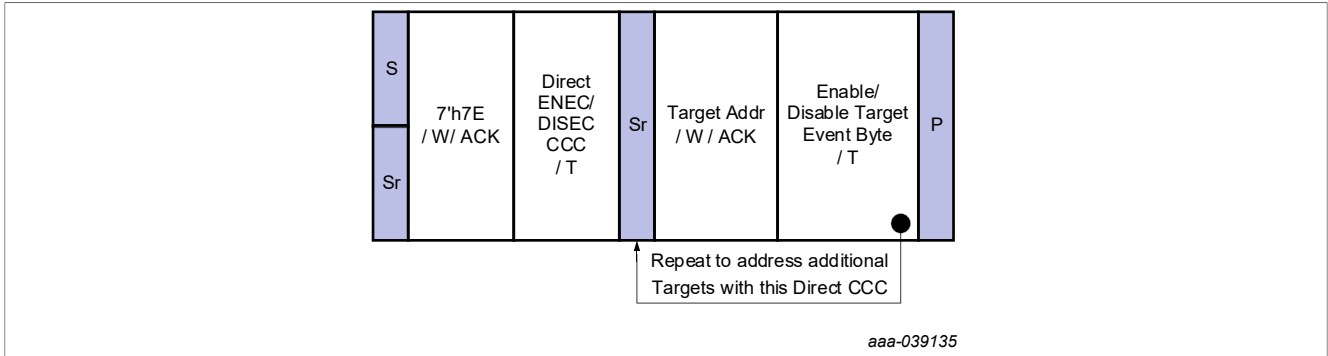 S
Sr
7'h7E
/ W/ ACK
Direct
ENEC/
DISEC
CCC
/ T
Sr
Target Addr
/ W / ACK
Enable/
Disable Target
Event Byte
/ T
P
Repeat to address additional
Targets with this Direct CCC
aaa-039135